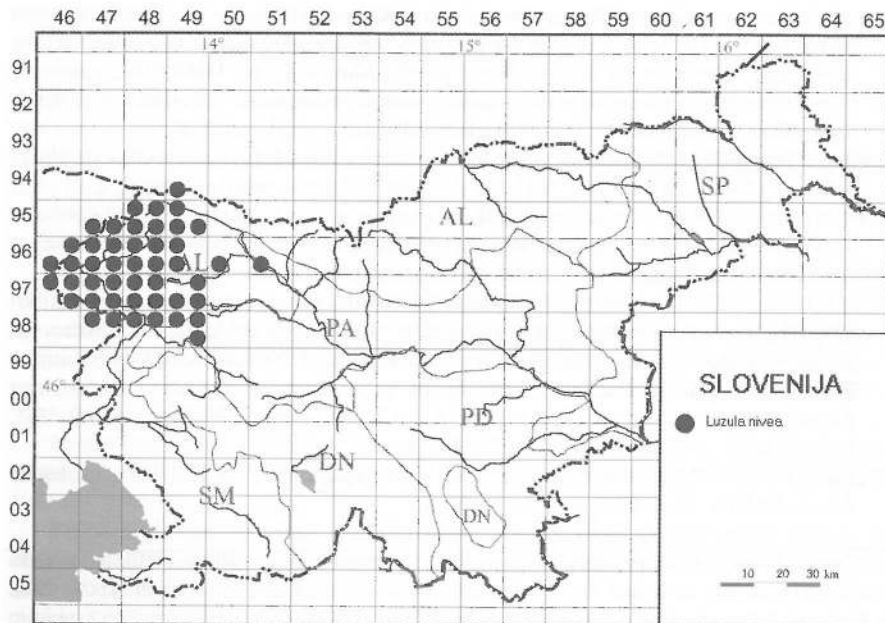 46 47 48 49 50 51 52 53 54 55 56 57 58 59 60 61 62 63 64 65
14° 15° 16°
91
92
93
94
95
96
97
98
99
46°
00
01
02
03
04
05
SP
AL
AL
PA
PD
DN
SM
DN
SLOVENIJA
Luzula nivea
10 20 30 km